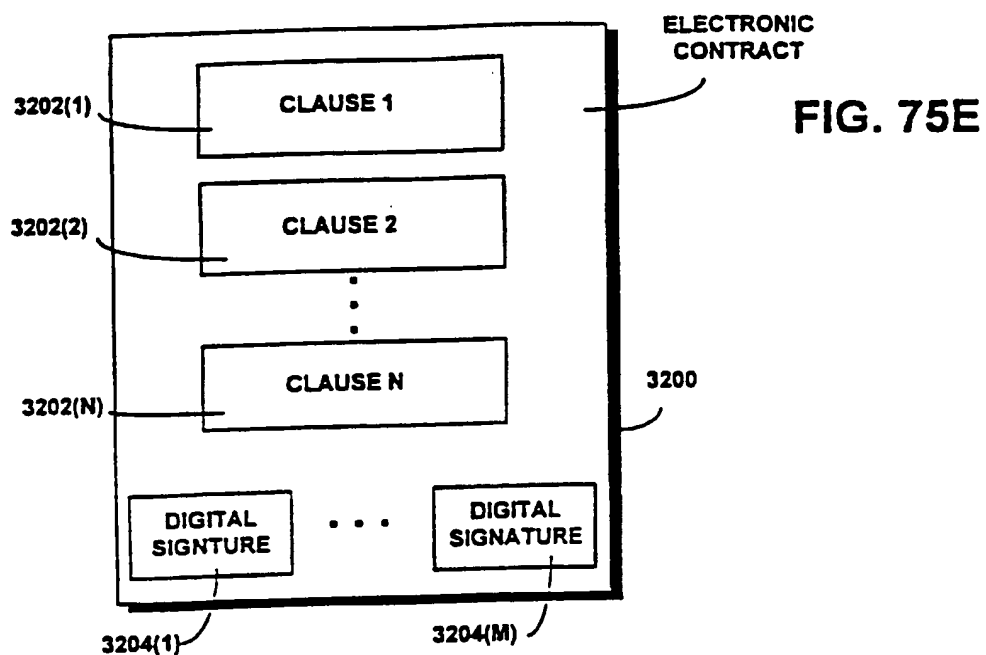 ELECTRONIC
CONTRACT
FIG. 75E
3202(1)
CLAUSE 1
3202(2)
CLAUSE 2
3202(N)
CLAUSE N
3200
DIGITAL
SIGNTURE
DIGITAL
SIGNATURE
3204(1)
3204(M)